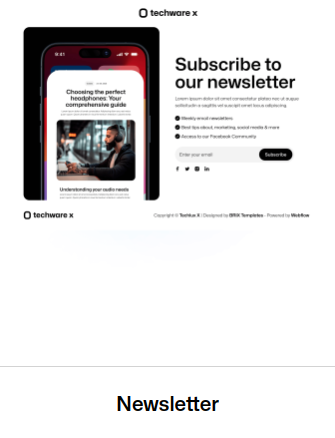 techware x
9:41
Choosing the perfect
headphones: Your
comprehensive guide
Understanding your audio needs
Subscribe to
our newsletter
Lorem ipsum dolor sit amet consectetur platea nec ut augue
sollicitudin a sagittis vel suscipit amet lacus adipiscing
Weekly email newsletters
Best tips about, marketing, social media & more
Access to our Facebook Community
Enter your email
Subscribe
techware x
Copyright © Techlux X | Designed by BRIX Templates - Powered by Webflow
Newsletter